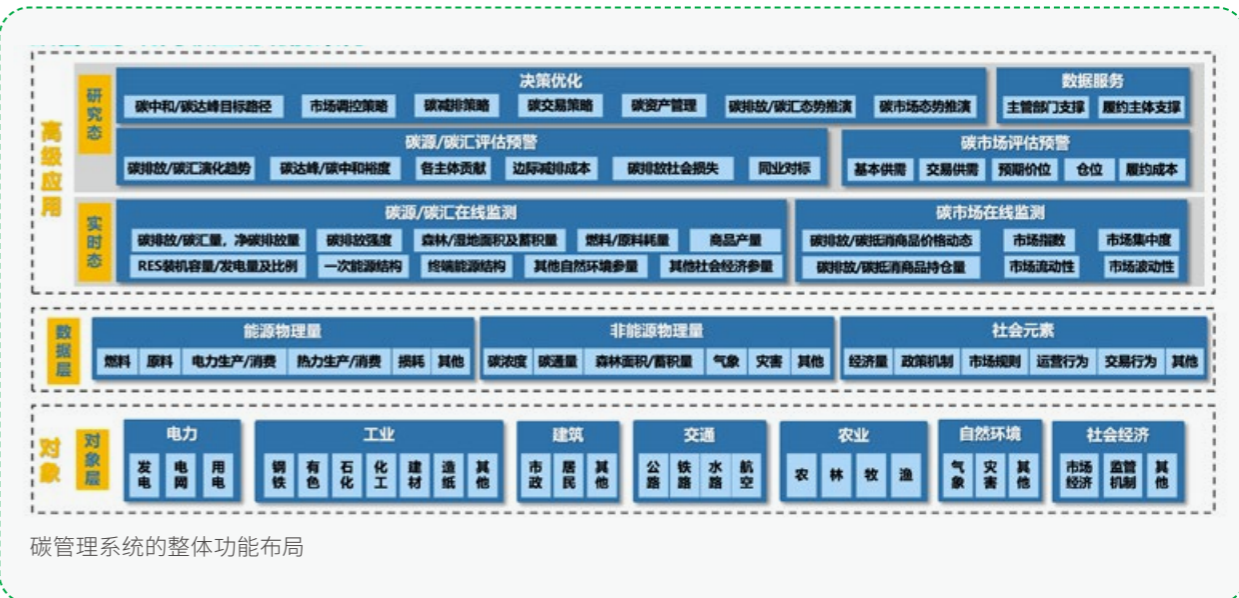 高级应用
研究态
决策优化
碳中和/碳达峰目标路径 市场调控策略 碳减排策略 碳交易策略 碳资产管理 碳排放/碳汇态势推演 碳市场态势推演
数据服务
主管部门支撑 履约主体支撑
碳源/碳汇评估预警
碳排放/碳汇演化趋势 碳达峰/碳中和裕度 各主体贡献 边际减排成本 碳排放社会损失 同业对标
碳市场评估预警
基本供需 交易供需 预期价位 仓位 履约成本
实时态
碳源/碳汇在线监测
碳排放/碳汇量，净碳排放量 碳排放强度 森林/湿地面积及蓄积量 燃料/原料耗量 商品产量
RES装机容量/发电量及比例 一次能源结构 终端能源结构 其他自然环境参量 其他社会经济参量
碳市场在线监测
碳排放/碳抵消商品价格动态 市场指数 市场集中度
碳排放/碳抵消商品持仓量 市场流动性 市场波动性
数据层
能源物理量
燃料 原料 电力生产/消费 热力生产/消费 损耗 其他
非能源物理量
碳浓度 碳通量 森林面积/蓄积量 气象 灾害 其他
社会元素
经济量 政策机制 市场规则 运营行为 交易行为 其他
对象
对象层
电力
发电 电网 用电
工业
钢铁 有色 石化 化工 建材 造纸 其他
建筑
市政 居民 其他
交通
公路 铁路 水路 航空
农业
农 林 牧 渔
自然环境
气象 灾害 其他
社会经济
市场经济 监管机制 其他
碳管理系统的整体功能布局